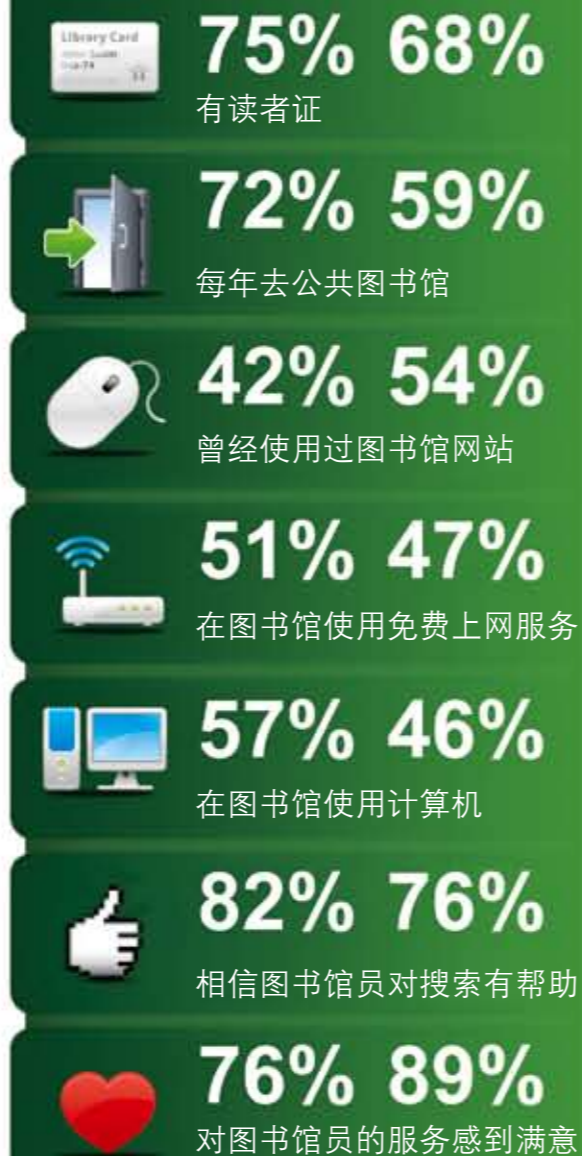 Library Card
75% 68%
有读者证
72% 59%
每年去公共图书馆
42% 54%
曾经使用过图书馆网站
51% 47%
在图书馆使用免费上网服务
57% 46%
在图书馆使用计算机
82% 76%
相信图书馆员对搜索有帮助
76% 89%
对图书馆员的服务感到满意